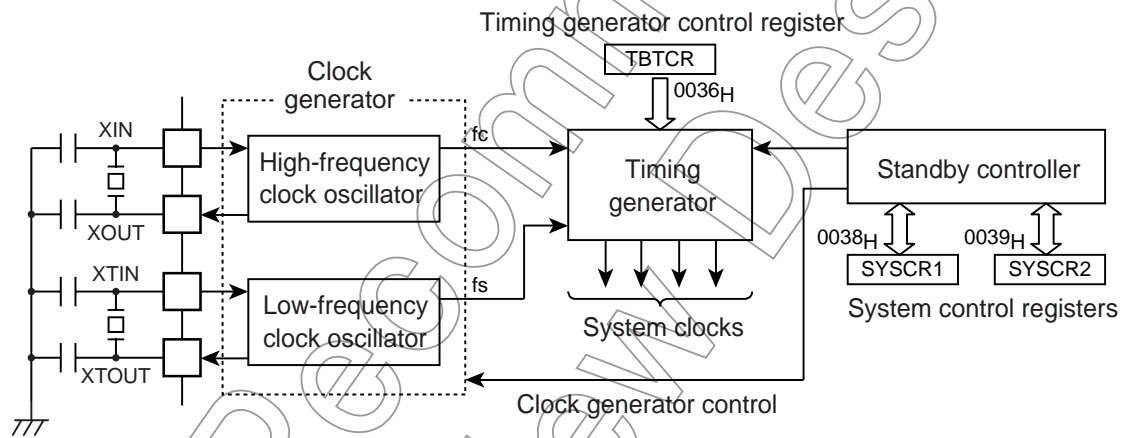 Timing generator control register
TBTCR
0036H
Clock
generator
XIN
High-frequency
clock oscillator
fc
XOUT
Timing
generator
Standby controller
XTIN
Low-frequency
clock oscillator
fs
XTOUT
System clocks
0038H
SYSCR1
0039H
SYSCR2
System control registers
Clock generator control